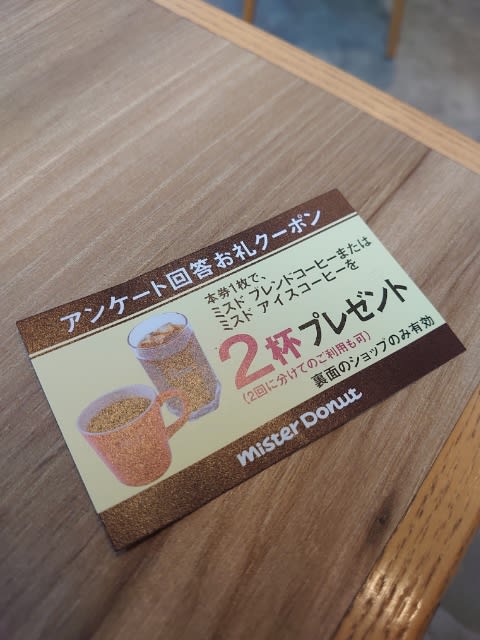 アンケート回答お礼クーポン
本券1枚で、
ミスド ブレンドコーヒーまたは
ミスド アイスコーヒーを
2杯プレゼント
(2回に分けてのご利用も可)
裏面のショップのみ有効
mister Donut